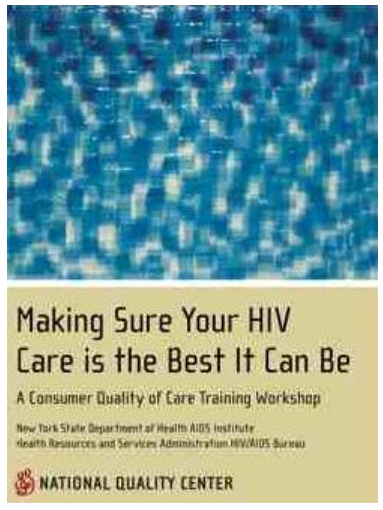 Making Sure Your HIV
Care is the Best It Can Be
A Consumer Quality of Care Training Workshop
New York State Department of Health AIDS Institute
Health Resources and Services Administration HIV/AIDS Bureau
NATIONAL QUALITY CENTER